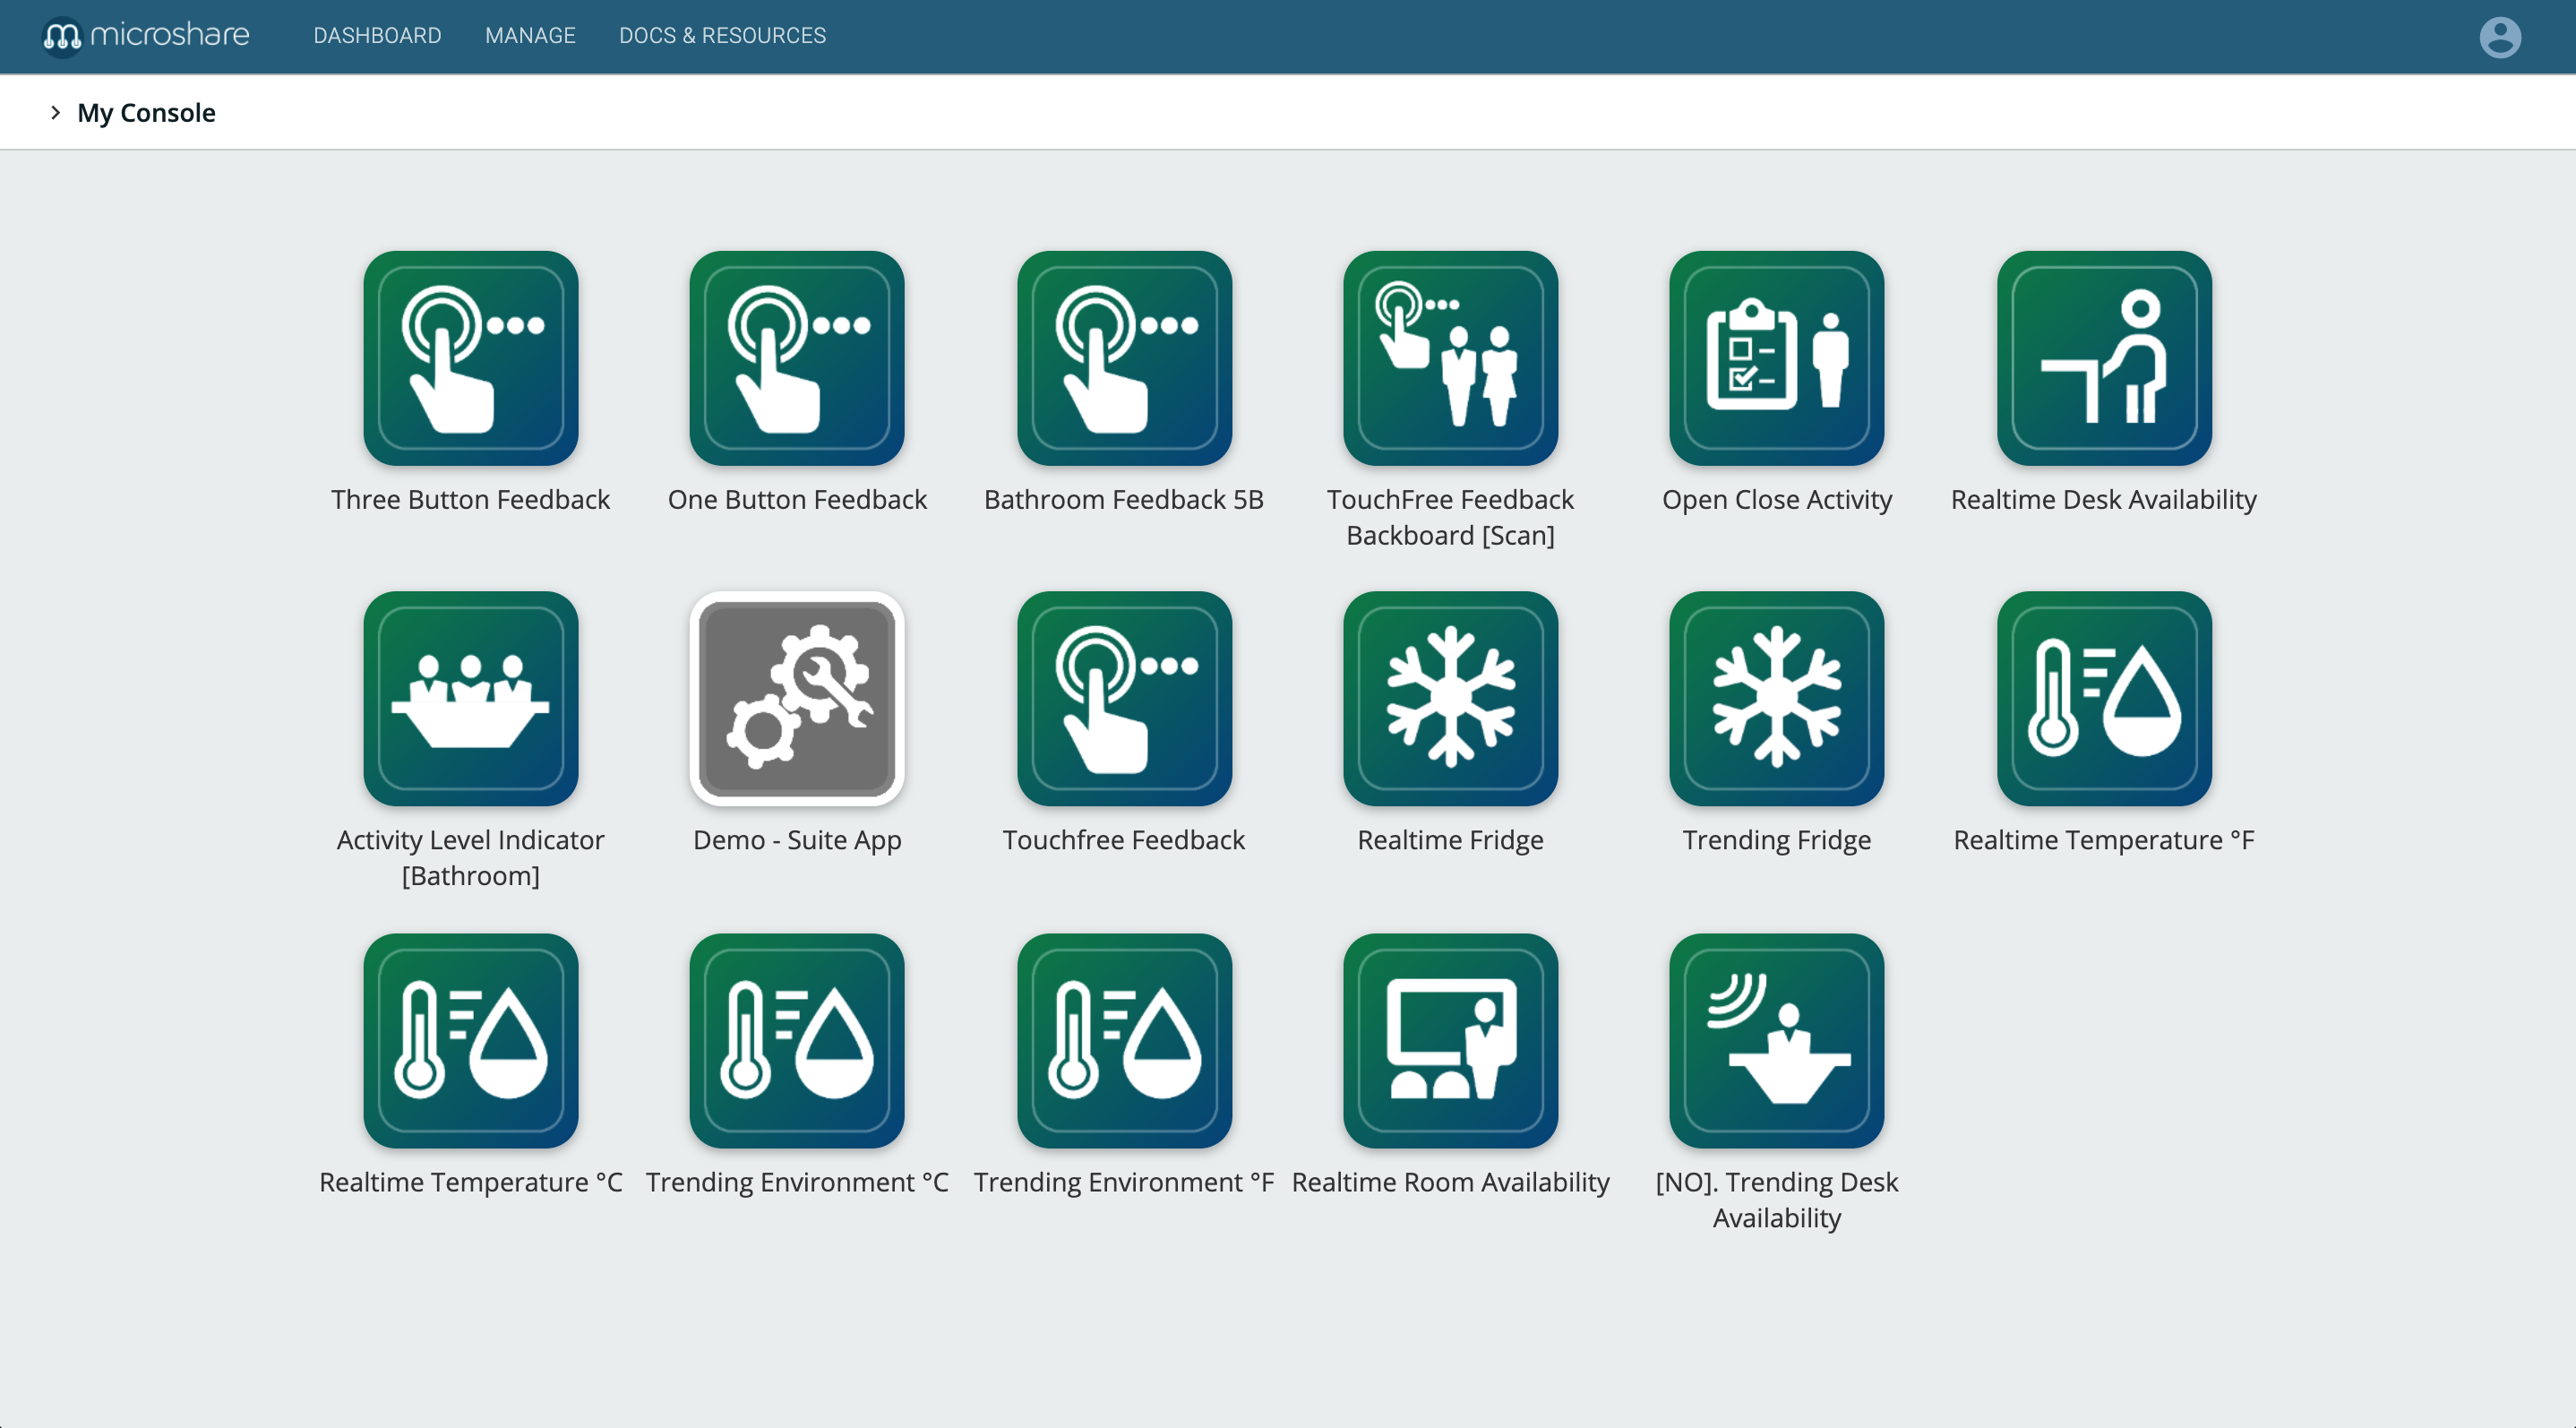 microshare
DASHBOARD
MANAGE
DOCS & RESOURCES
My Console
Three Button Feedback
One Button Feedback
Bathroom Feedback 5B
TouchFree Feedback
Backboard [Scan]
Open Close Activity
Realtime Desk Availability
Activity Level Indicator
[Bathroom]
Demo - Suite App
Touchfree Feedback
Realtime Fridge
Trending Fridge
Realtime Temperature °F
Realtime Temperature °C
Trending Environment °C
Trending Environment °F
Realtime Room Availability
[NO]. Trending Desk
Availability